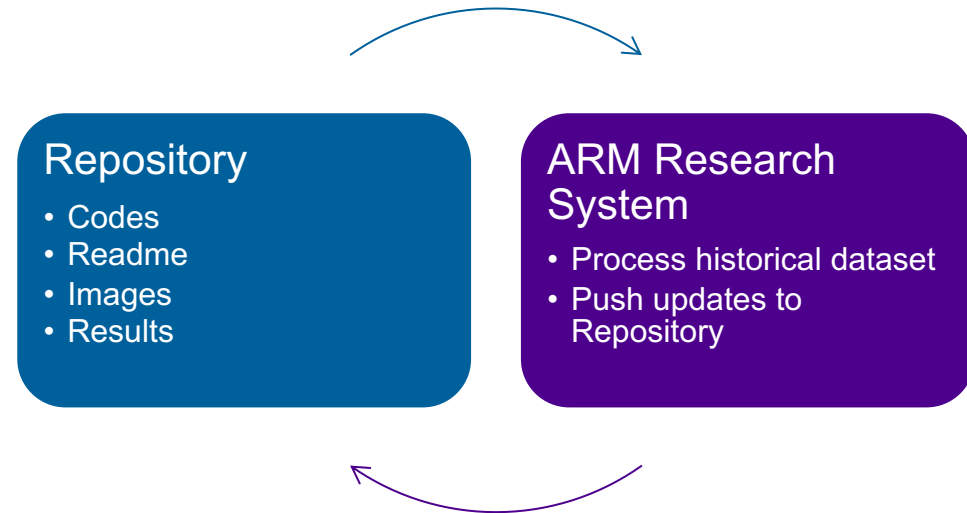 Repository
• Codes
• Readme
• Images
• Results
ARM Research
System
• Process historical dataset
• Push updates to
Repository